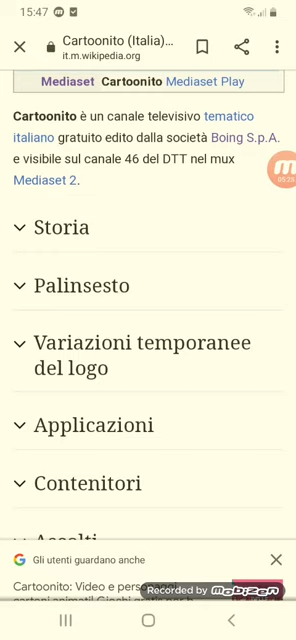 15:47
Cartoonito (Italia)...
it.m.wikipedia.org
Mediaset Cartoonito Mediaset Play
Cartoonito è un canale televisivo tematico
italiano gratuito edito dalla società Boing S.p.A.
e visibile sul canale 46 del DTT nel mux
Mediaset 2.
Storia
Palinsesto
Variazioni temporanee
del logo
Applicazioni
Contenitori
Ascolti
Gli utenti guardano anche
Cartoonito: Video e personaggi
Recorded by mobizen